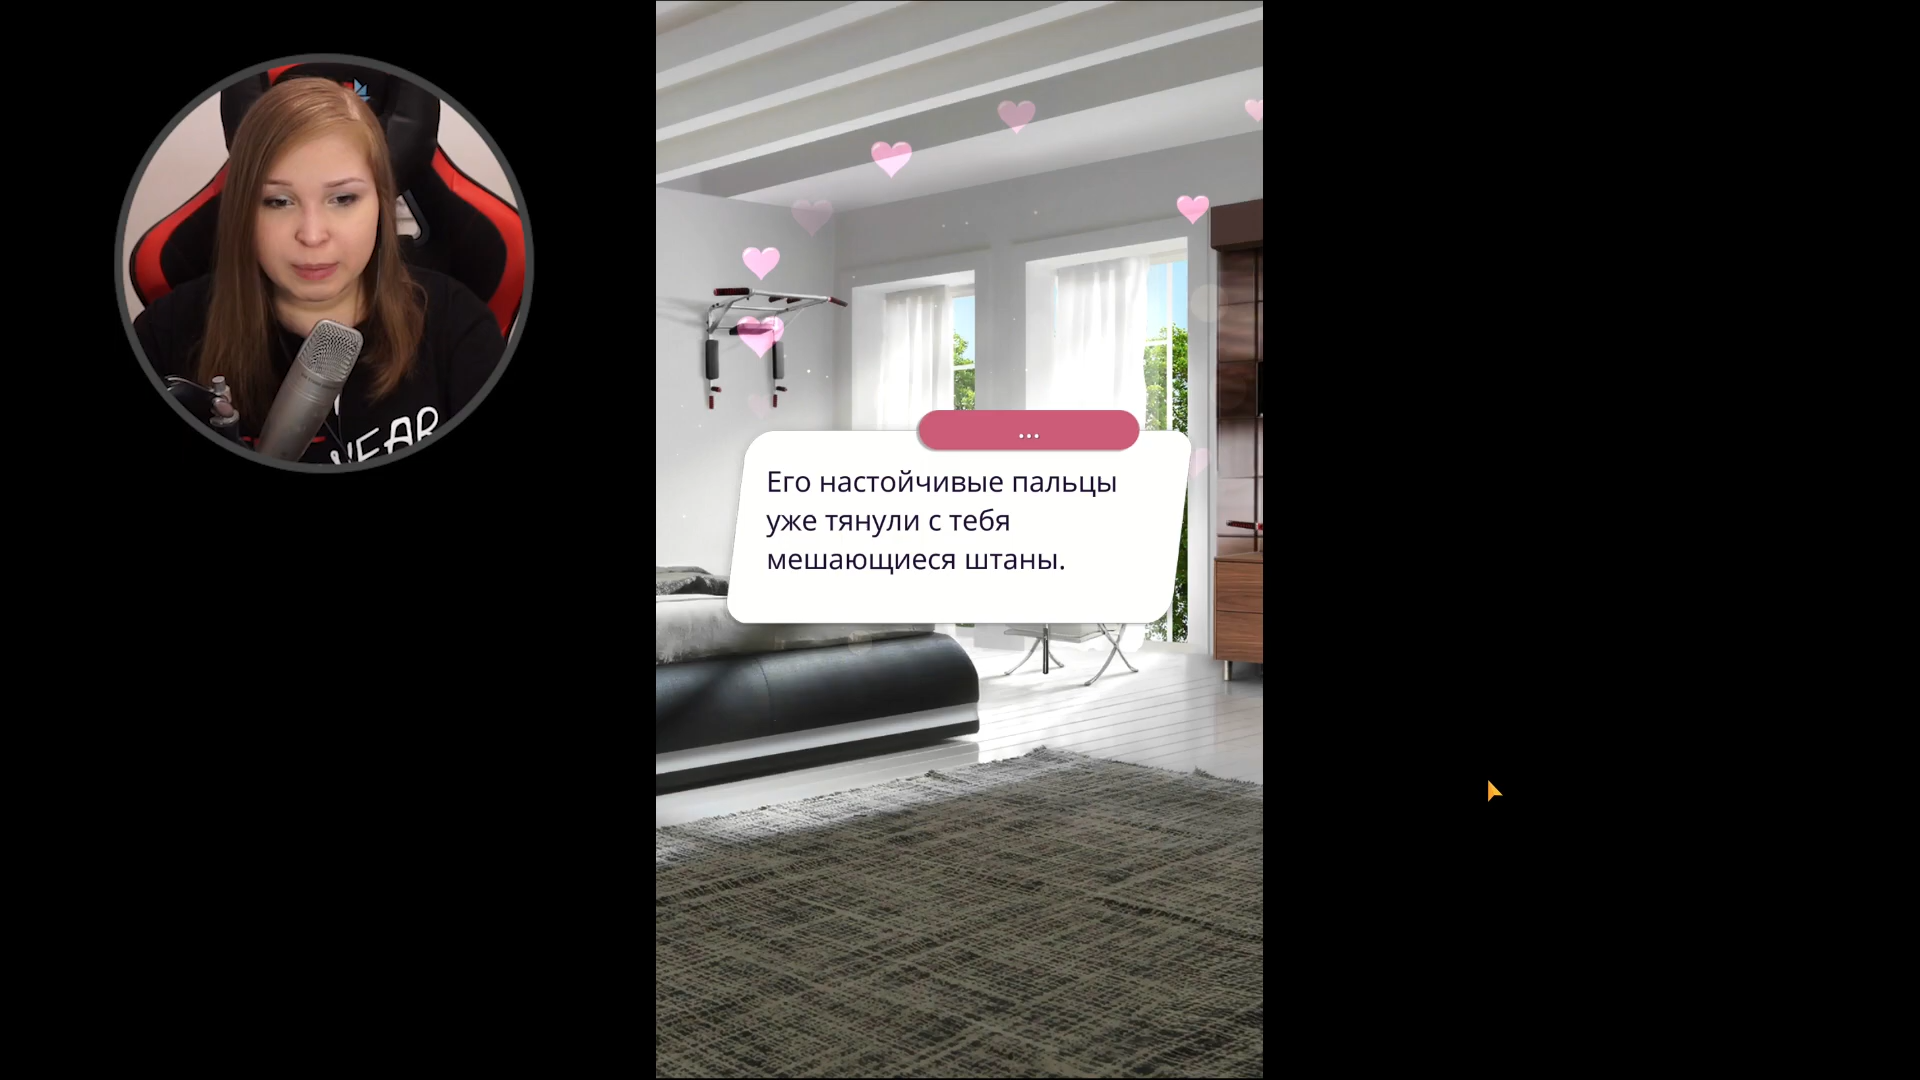 ...
Его настойчивые пальцы
уже тянули с тебя
мешающиеся штаны.